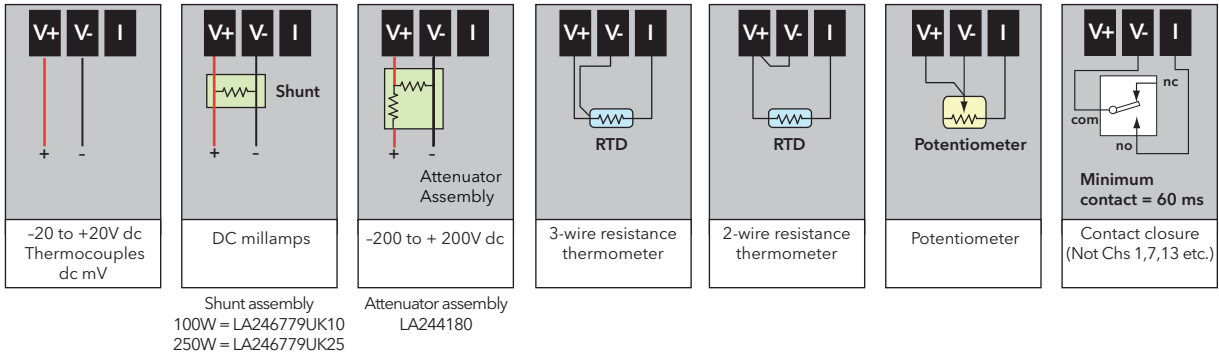 V+ V- I
+ -
-20 to +20V dc
Thermocouples
dc mV
V+ V- I
Shunt
+ -
DC millamps
Shunt assembly
100W = LA246779UK10
250W = LA246779UK25
V+ V- I
+ -
Attenuator
Assembly
-200 to + 200V dc
Attenuator assembly
LA244180
V+ V- I
RTD
3-wire resistance
thermometer
V+ V- I
RTD
2-wire resistance
thermometer
V+ V- I
Potentiometer
Potentiometer
V+ V- I
nc
com
no
Minimum
contact = 60 ms
Contact closure
(Not Chs 1,7,13 etc.)